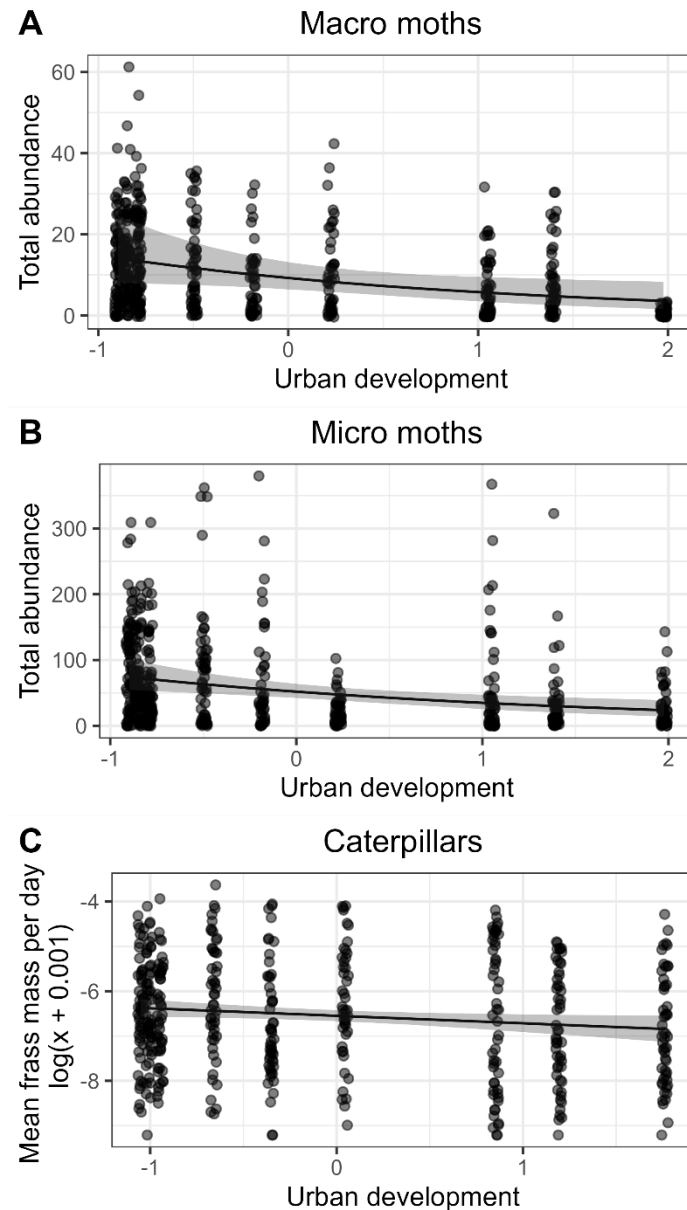 A
Macro moths
Total abundance
60
40
20
0
-1 0 1 2
Urban development
B
Micro moths
Total abundance
300
200
100
0
-1 0 1 2
Urban development
C
Caterpillars
Mean frass mass per day
log(x + 0.001)
-4
-6
-8
-1 0 1
Urban development